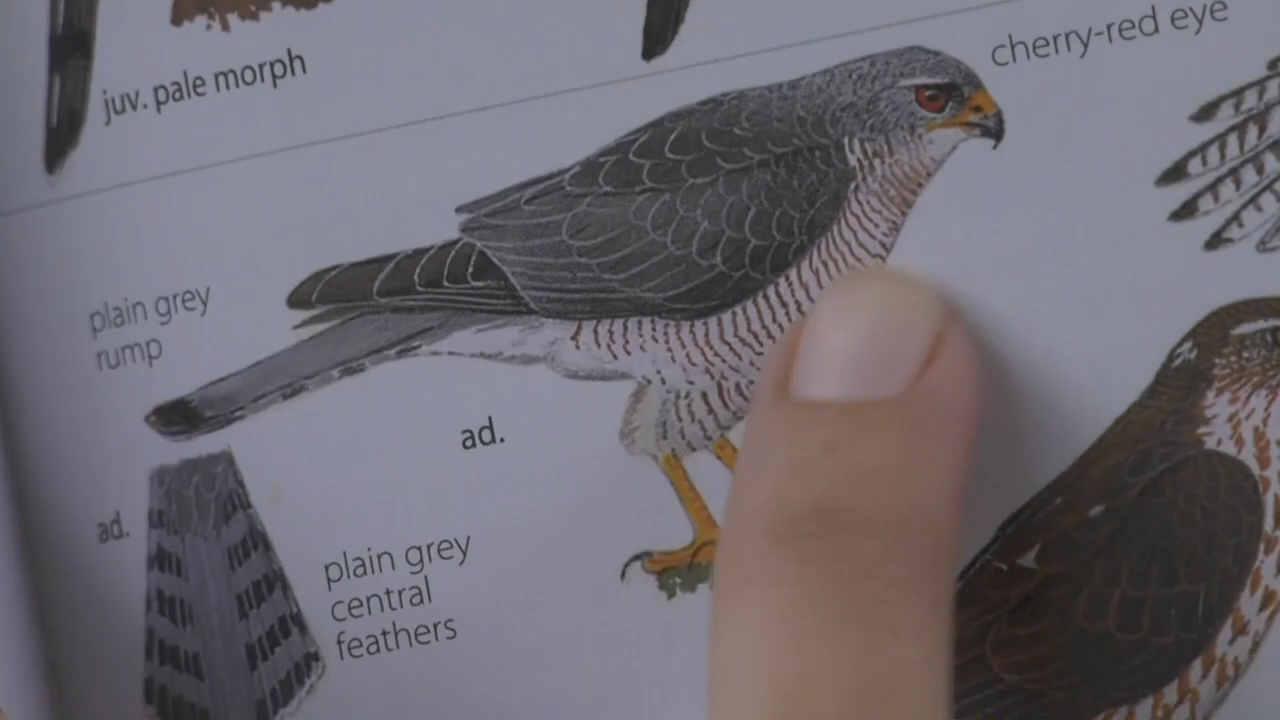 juv. pale morph
cherry-red eye
plain grey
rump
ad.
ad.
plain grey
central
feathers